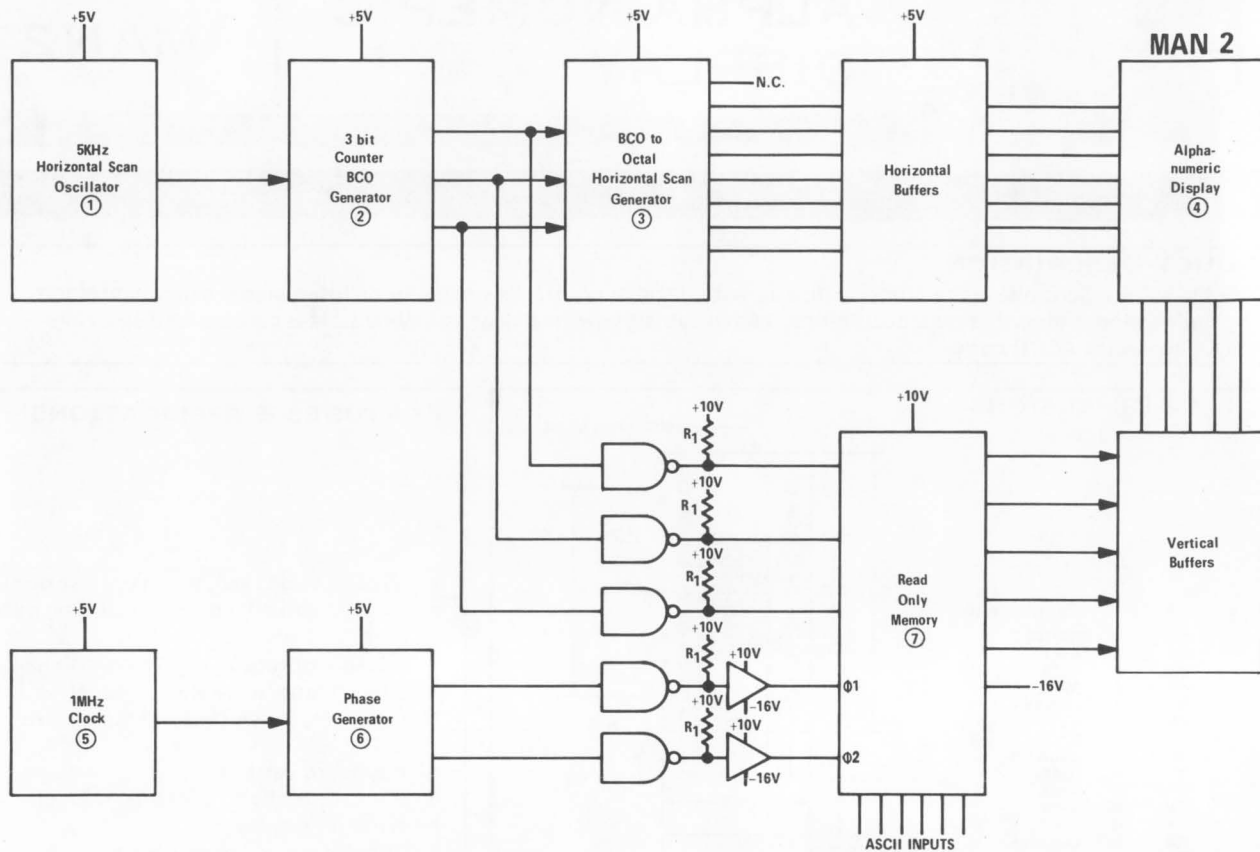 +5V
+5V
+5V
+5V
MAN 2
5KHz
Horizontal Scan
Oscillator
①
3 bit
Counter
BCO
Generator
②
BCO to
Octal
Horizontal Scan
Generator
③
N.C.
Horizontal
Buffers
Alpha-
numeric
Display
④
+10V
R1
+10V
R1
+10V
R1
+10V
R1
+10V
R1
+10V
−16V
+10V
−16V
+10V
Φ1
Φ2
Read
Only
Memory
⑦
−16V
Vertical
Buffers
+5V
1MHz
Clock
⑤
+5V
Phase
Generator
⑥
ASCII INPUTS